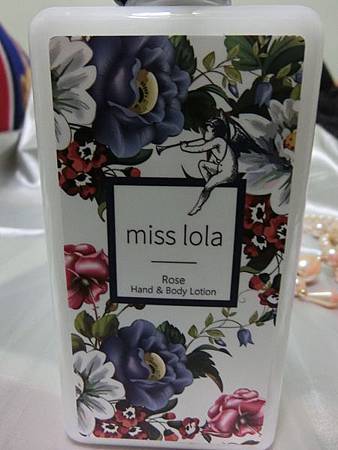 miss lola
Rose
Hand & Body Lotion